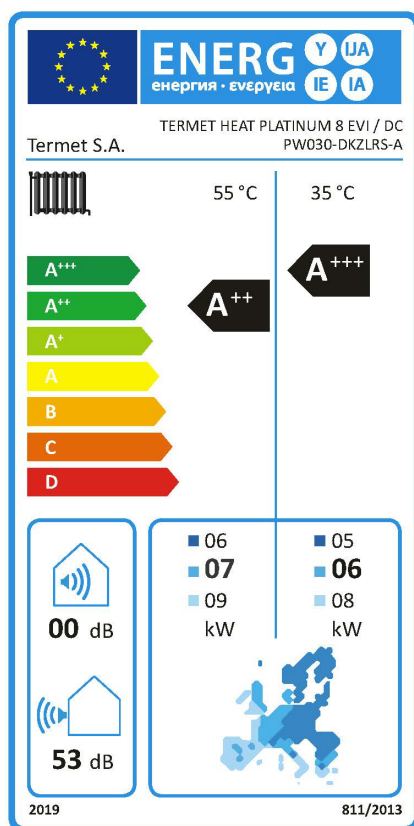 ENERG
енергия · ενεργεια
Y
IJA
IE
IA
TERMET HEAT PLATINUM 8 EVI / DC
Termet S.A.
PW030-DKZLRS-A
55 °C
35 °C
A+++
A++
A+
A
B
C
D
A++
A+++
00 dB
53 dB
06
07
09
kW
05
06
08
kW
2019
811/2013